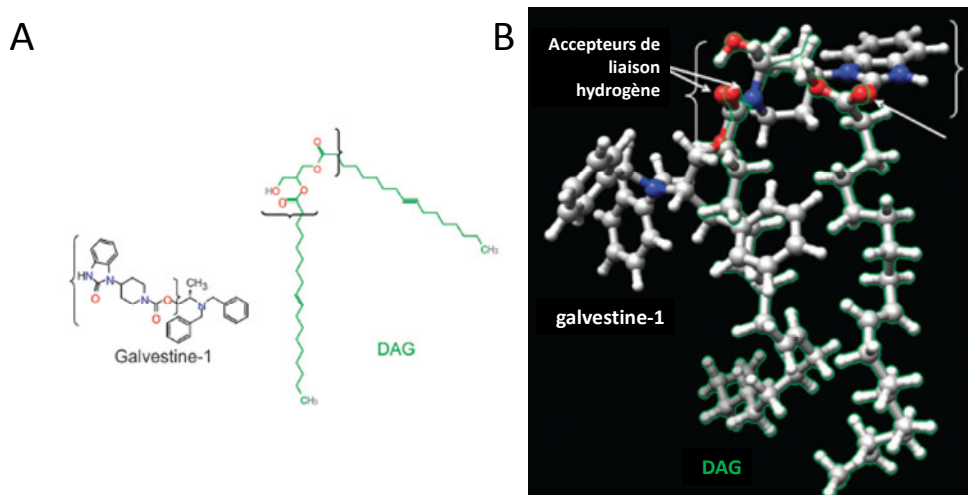 A
B
Accepteurs de
liaison
hydrogène
O
O
HO
O
O
CH3
CH3
HN
N
O
N
O
O
CH3
N
Galvestine-1
DAG
galvestine-1
DAG